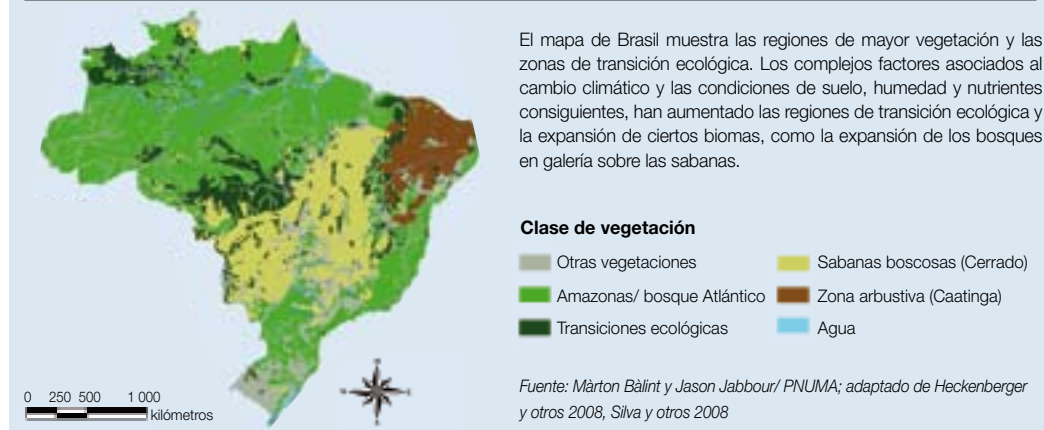 El mapa de Brasil muestra las regiones de mayor vegetación y las
zonas de transición ecológica. Los complejos factores asociados al
cambio climático y las condiciones de suelo, humedad y nutrientes
consiguientes, han aumentado las regiones de transición ecológica y
la expansión de ciertos biomas, como la expansión de los bosques
en galería sobre las sabanas.
Clase de vegetación
Otras vegetaciones
Amazonas/ bosque Atlántico
Transiciones ecológicas
Sabanas boscosas (Cerrado)
Zona arbustiva (Caatinga)
Agua
Fuente: Màrton Bàlint y Jason Jabbour/ PNUMA; adaptado de Heckenberger
y otros 2008, Silva y otros 2008
0 250 500 1 000
kilómetros